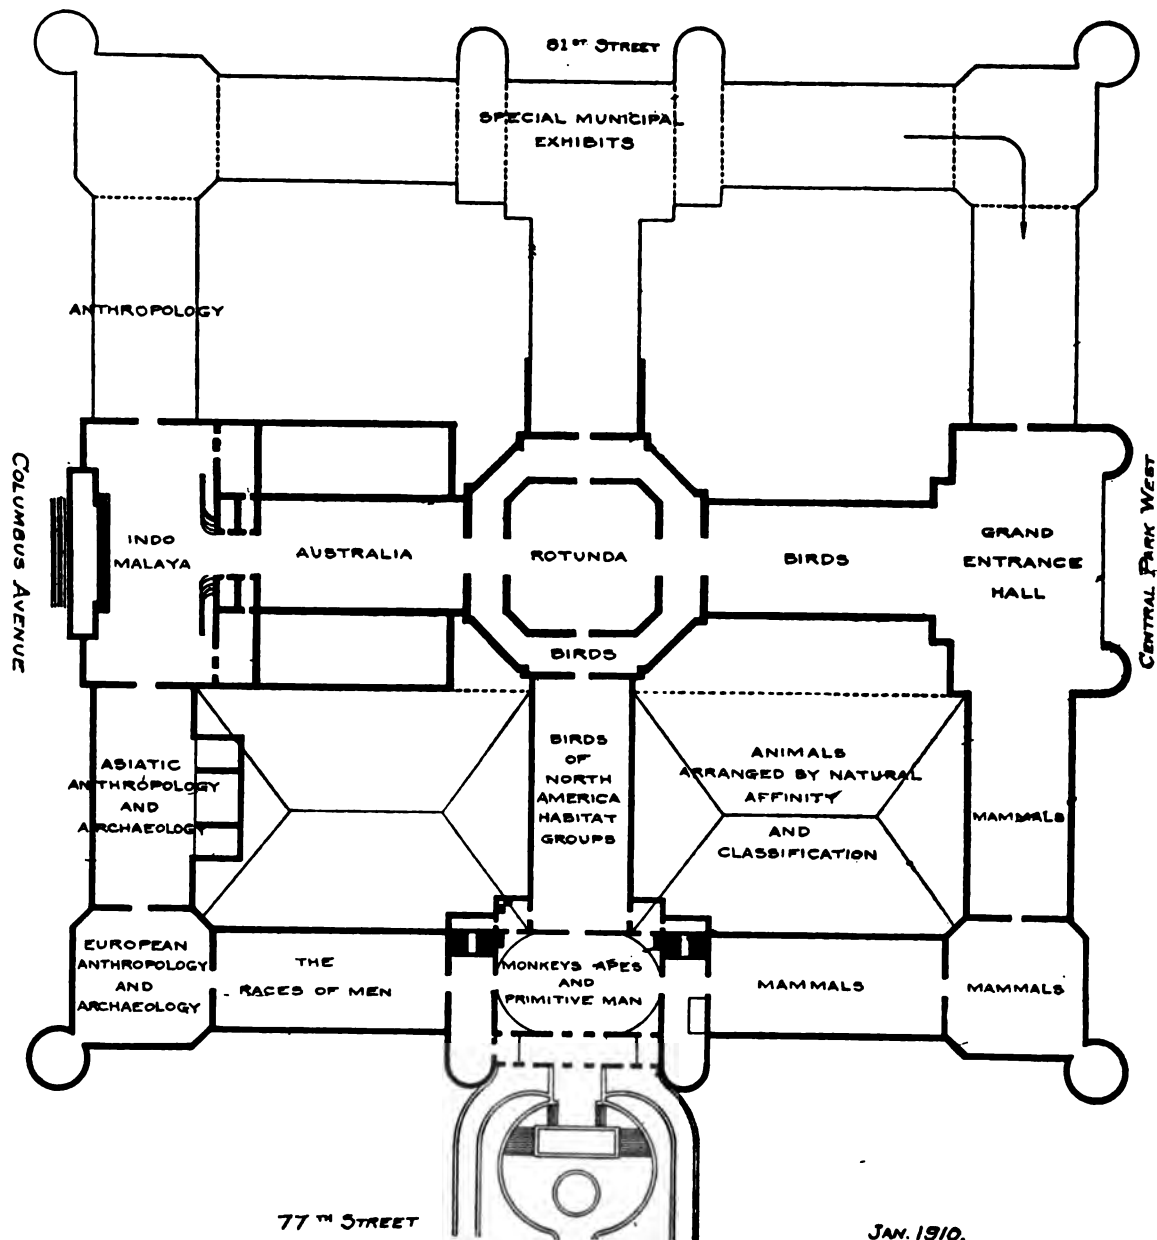 81ST STREET
SPECIAL MUNICIPAL
EXHIBITS
ANTHROPOLOGY
COLUMBUS AVENUE
INDO
MALAYA
AUSTRALIA
ROTUNDA
BIRDS
GRAND
ENTRANCE
HALL
CENTRAL PARK WEST
BIRDS
ASIATIC
ANTHROPOLOGY
AND
ARCHAEOLOGY
BIRDS
OF
NORTH
AMERICA
HABITAT
GROUPS
ANIMALS
ARRANGED BY NATURAL
AFFINITY
AND
CLASSIFICATION
MAMMALS
EUROPEAN
ANTHROPOLOGY
AND
ARCHAEOLOGY
THE
RACES OF MEN
MONKEYS APES
AND
PRIMITIVE MAN
MAMMALS
MAMMALS
77TH STREET
JAN. 1910.